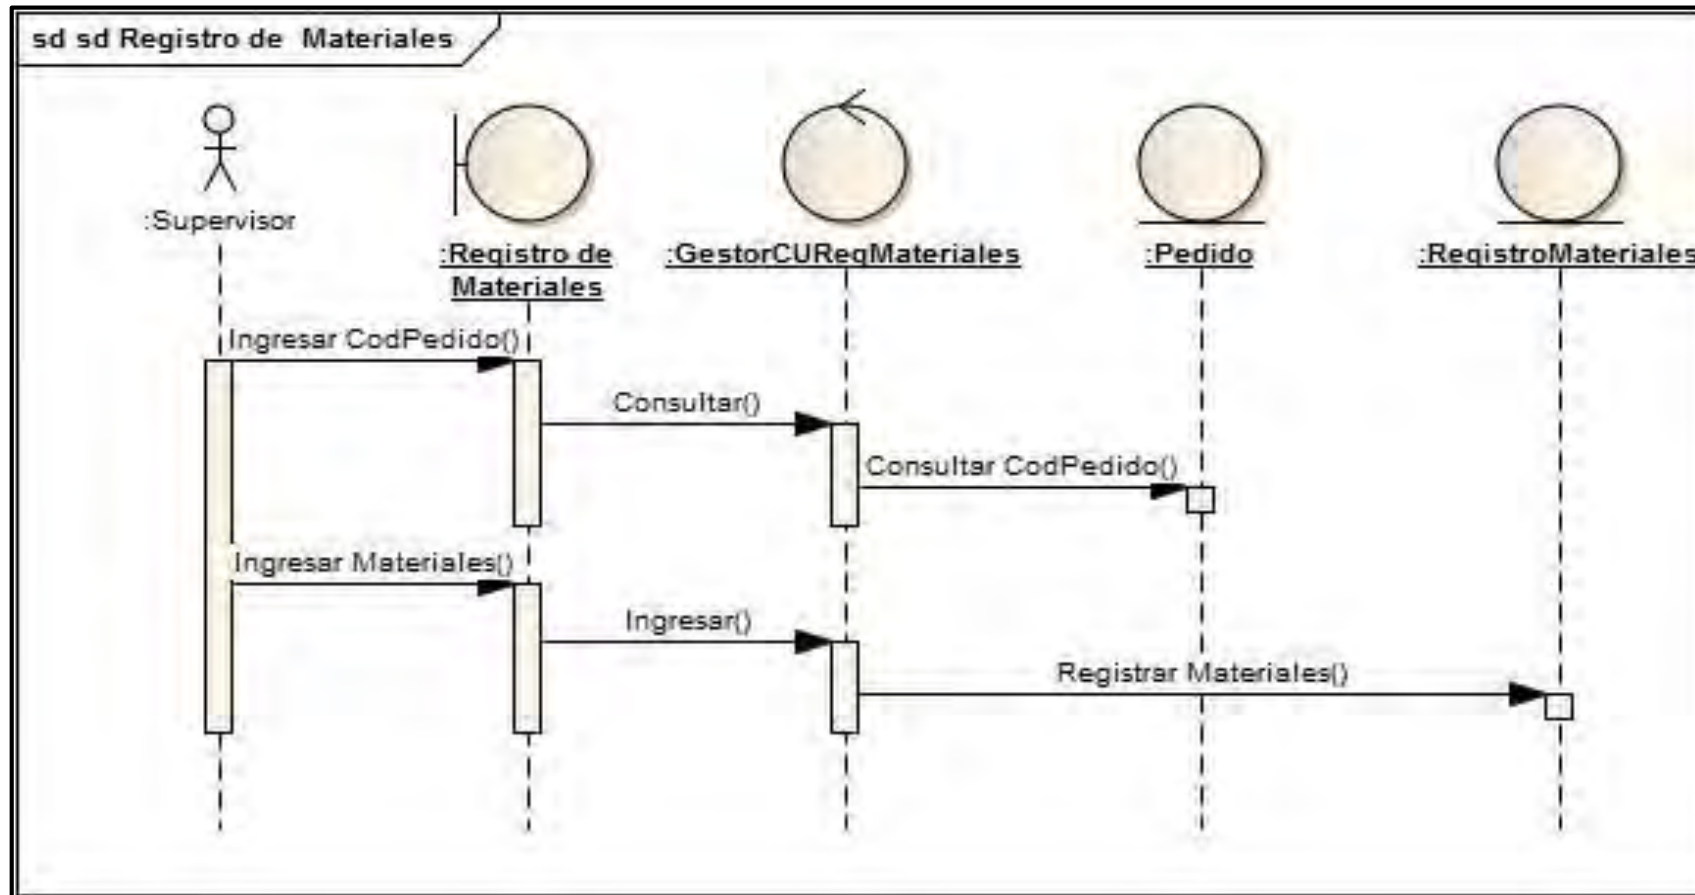 sd sd Registro de Materiales
:Supervisor
:Registro de
Materiales
:GestorCURegMateriales
:Pedido
:RegistroMateriales
Ingresar CodPedido()
Consultar()
Consultar CodPedido()
Ingresar Materiales()
Ingresar()
Registrar Materiales()